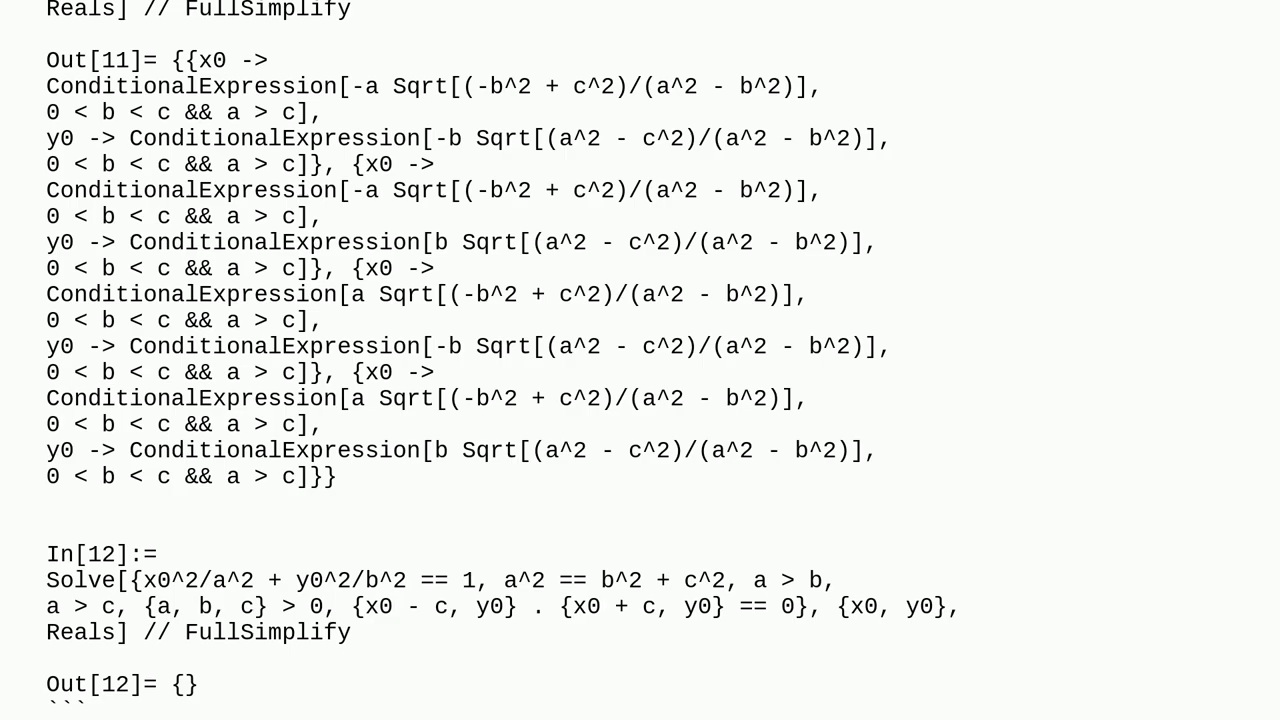 Reals] // FullSimplify
Out[11]= {{x0 ->
ConditionalExpression[-a Sqrt[(-b^2 + c^2)/(a^2 - b^2)],
0 < b < c && a > c],
y0 -> ConditionalExpression[-b Sqrt[(a^2 - c^2)/(a^2 - b^2)],
0 < b < c && a > c]}, {x0 ->
ConditionalExpression[-a Sqrt[(-b^2 + c^2)/(a^2 - b^2)],
0 < b < c && a > c],
y0 -> ConditionalExpression[b Sqrt[(a^2 - c^2)/(a^2 - b^2)],
0 < b < c && a > c]}, {x0 ->
ConditionalExpression[a Sqrt[(-b^2 + c^2)/(a^2 - b^2)],
0 < b < c && a > c],
y0 -> ConditionalExpression[-b Sqrt[(a^2 - c^2)/(a^2 - b^2)],
0 < b < c && a > c]}, {x0 ->
ConditionalExpression[a Sqrt[(-b^2 + c^2)/(a^2 - b^2)],
0 < b < c && a > c],
y0 -> ConditionalExpression[b Sqrt[(a^2 - c^2)/(a^2 - b^2)],
0 < b < c && a > c]}}
In[12]:=
Solve[{x0^2/a^2 + y0^2/b^2 == 1, a^2 == b^2 + c^2, a > b,
a > c, {a, b, c} > 0, {x0 - c, y0} . {x0 + c, y0} == 0}, {x0, y0},
Reals] // FullSimplify
Out[12]= {}
```